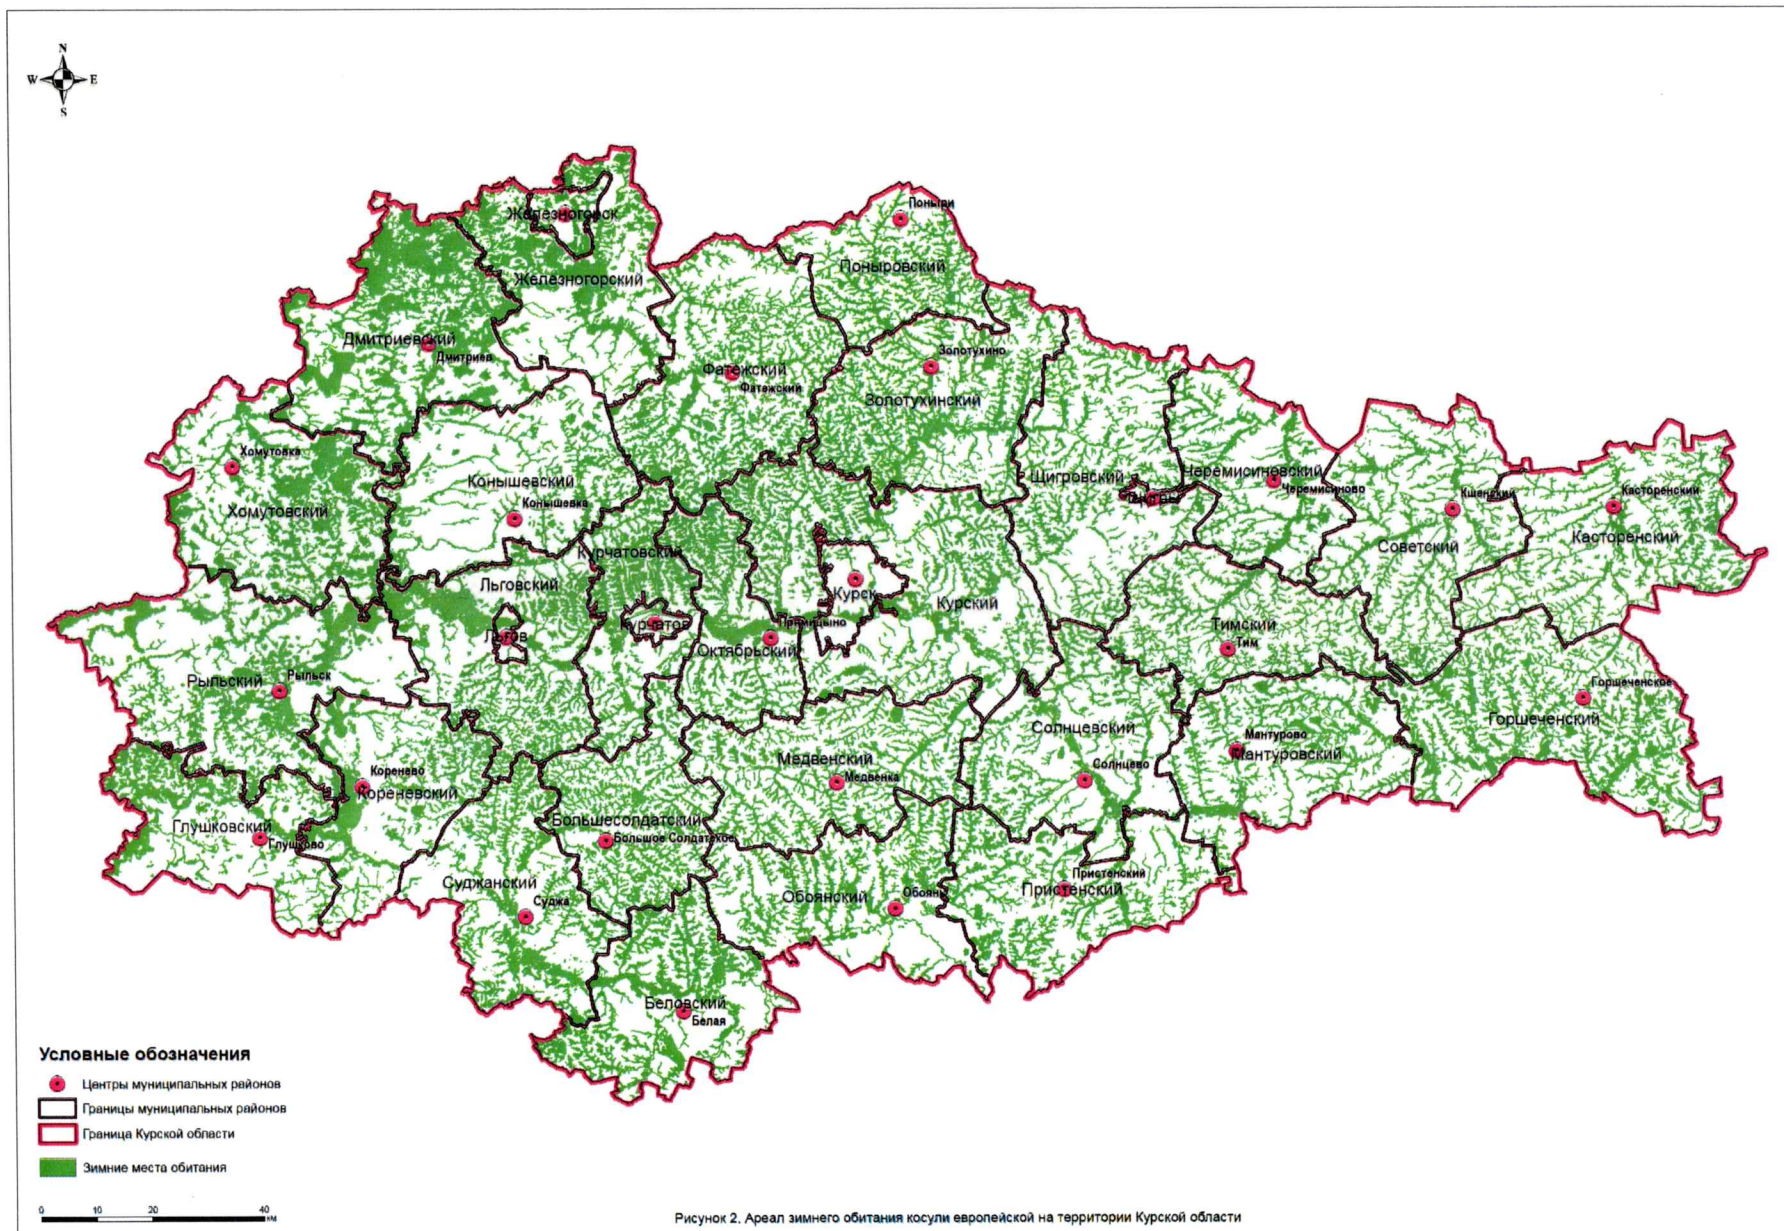 N
W E
S
Железногорск
Поныри
Железногорский
Поныровский
Дмитриевский
Дмитриев
Золотухино
Фатежский
Фатежский
Золотухинский
Хомутовка
Хомутовский
Конышевский
Конышевка
Щигровский
Черемисиновский
Черемисиново
Кшенский
Касторенский
Советский
Касторенский
Курчатовский
Льговский
Курск
Курский
Курчатов
Льгов
Прямицыно
Октябрьский
Тимский
Тим
Рыльский
Рыльск
Горшеченское
Горшеченский
Солнцевский
Мантурово
Мантуровский
Медвенский
Медвенка
Солнцево
Коренево
Кореневский
Глушковский
Глушково
Большесолдатский
Большое Солдатское
Суджанский
Суджа
Обоянский
Обоянь
Пристенский
Пристенский
Беловский
Белая
Условные обозначения
Центры муниципальных районов
Границы муниципальных районов
Граница Курской области
Зимние места обитания
0 10 20 40
км
Рисунок 2. Ареал зимнего обитания косули европейской на территории Курской области